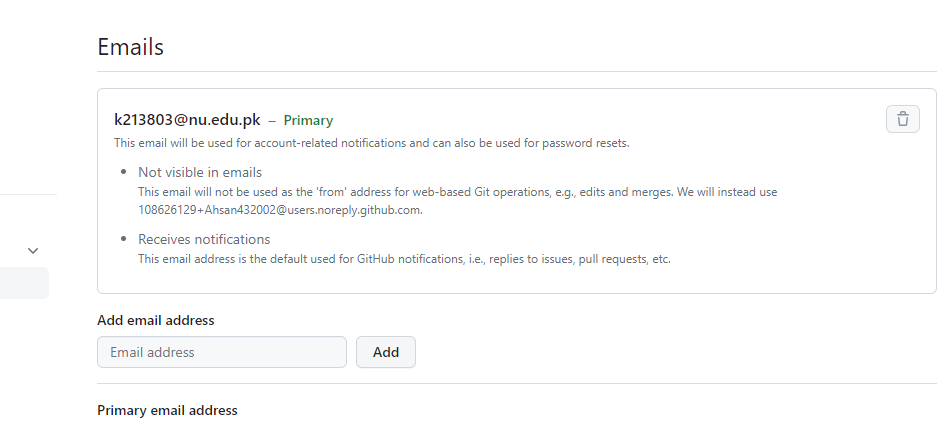 Emails
k213803@nu.edu.pk – Primary
This email will be used for account-related notifications and can also be used for password resets.
Not visible in emails
This email will not be used as the 'from' address for web-based Git operations, e.g., edits and merges. We will instead use
108626129+Ahsan432002@users.noreply.github.com.
Receives notifications
This email address is the default used for GitHub notifications, i.e., replies to issues, pull requests, etc.
Add email address
Email address
Add
Primary email address